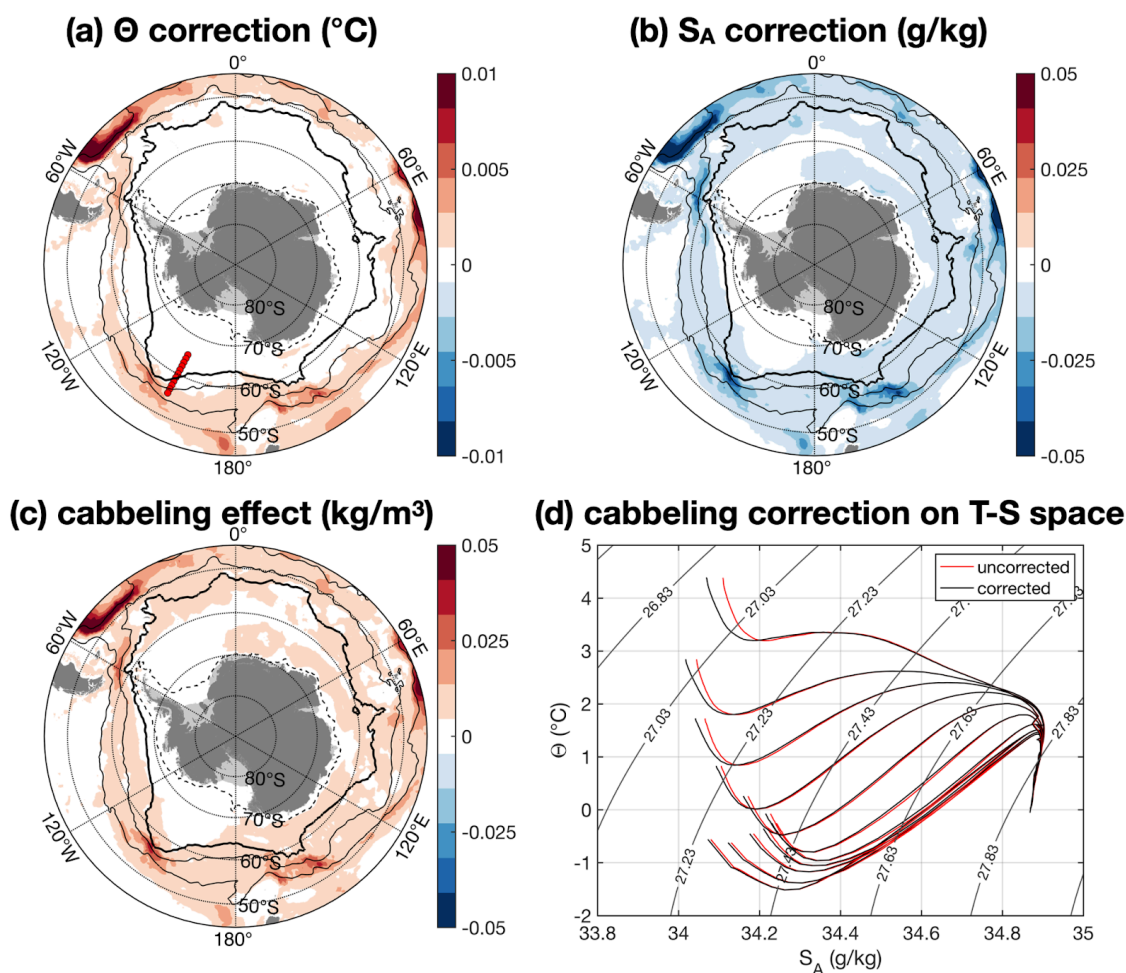 (a) Θ correction (°C)
(b) S_A correction (g/kg)
0°
60°E
120°E
180°
120°W
60°W
80°S
70°S
60°S
50°S
0.01
0.005
0
-0.005
-0.01
0°
60°E
120°E
180°
120°W
60°W
80°S
70°S
60°S
50°S
0.05
0.025
0
-0.025
-0.05
(c) cabbeling effect (kg/m³)
(d) cabbeling correction on T-S space
0°
60°E
120°E
180°
120°W
60°W
80°S
70°S
60°S
50°S
0.05
0.025
0
-0.025
-0.05
uncorrected
corrected
5
4
3
2
1
0
-1
-2
Θ (°C)
26.83
27.03
27.23
27.03
27.23
27.43
27.63
27.83
27.23
27.43
27.63
27.83
33.8
34
34.2
34.4
34.6
34.8
35
S_A (g/kg)